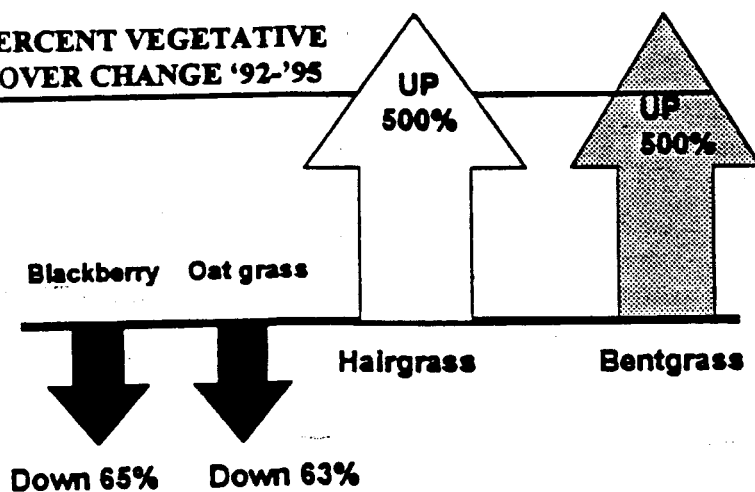 ERCENT VEGETATIVE
OVER CHANGE ‘92-’95
UP
500%
UP
500%
Blackberry
Oat grass
Hairgrass
Bentgrass
Down 65%
Down 63%